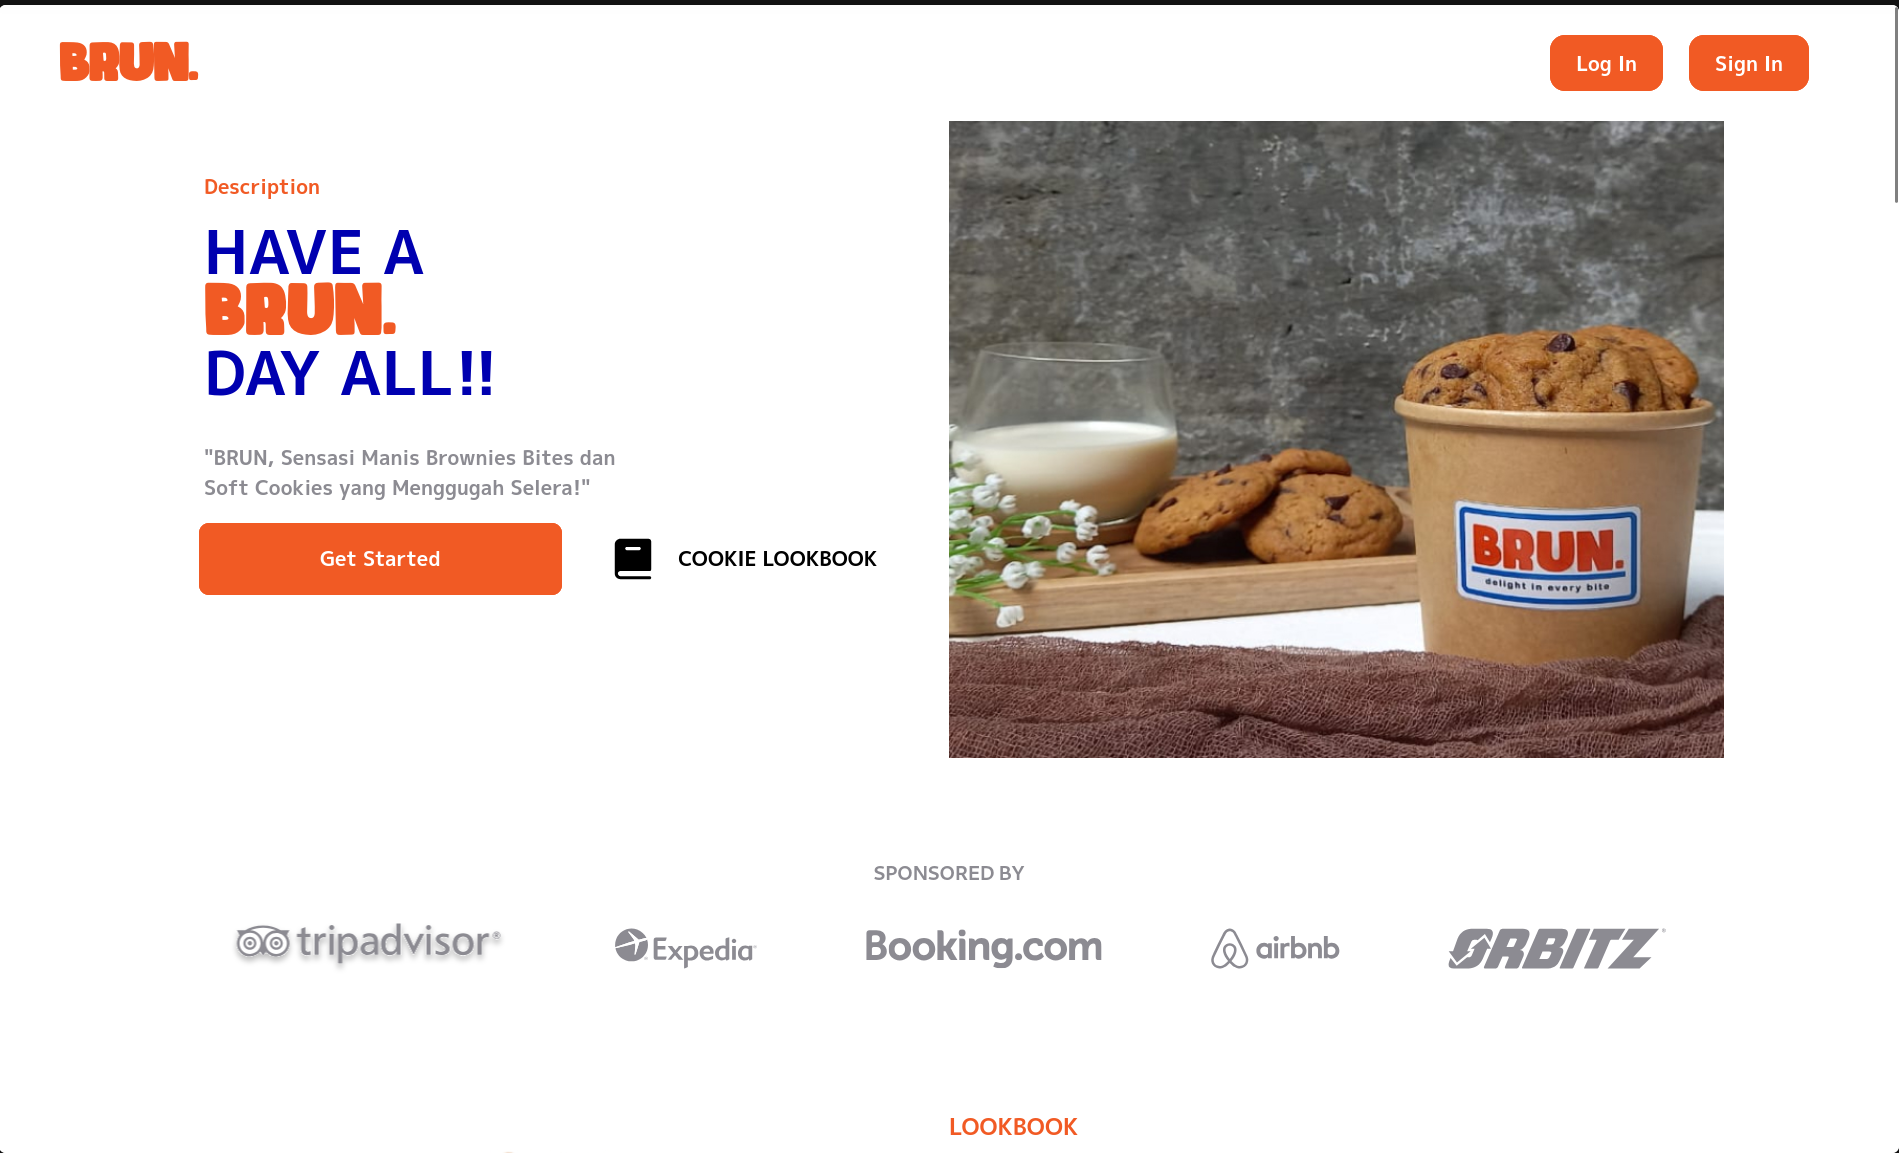 BRUN.
Log In
Sign In
Description
HAVE A
BRUN.
DAY ALL!!
"BRUN, Sensasi Manis Brownies Bites dan
Soft Cookies yang Menggugah Selera!"
Get Started
COOKIE LOOKBOOK
BRUN.
delight in every bite
SPONSORED BY
tripadvisor®
Expedia
Booking.com
airbnb
ORBITZ
LOOKBOOK